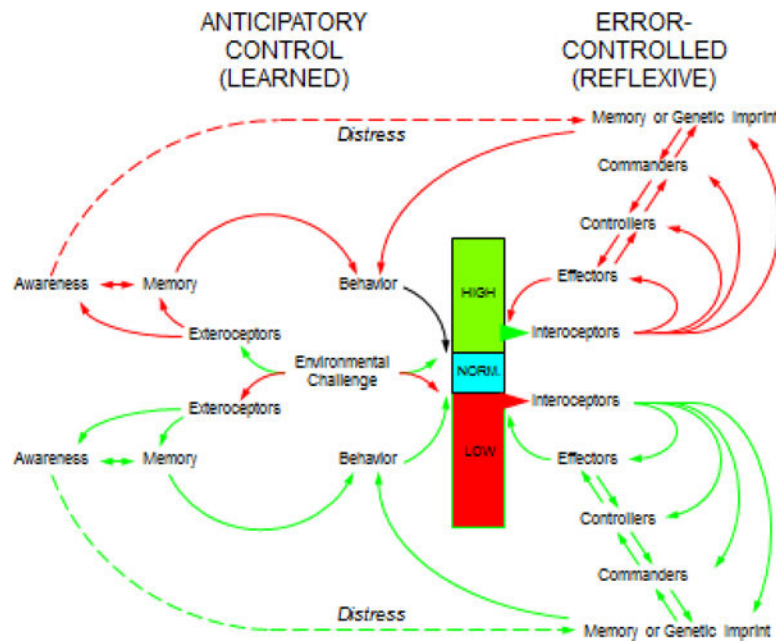 ANTICIPATORY
CONTROL
(LEARNED)
ERROR-
CONTROLLED
(REFLEXIVE)
Distress
Memory or Genetic Imprint
Commanders
Controllers
Effectors
Interoceptors
Awareness
Memory
Behavior
HIGH
Exteroceptors
Environmental
Challenge
NORM.
Exteroceptors
Interoceptors
Awareness
Memory
Behavior
LOW
Effectors
Controllers
Commanders
Distress
Memory or Genetic Imprint